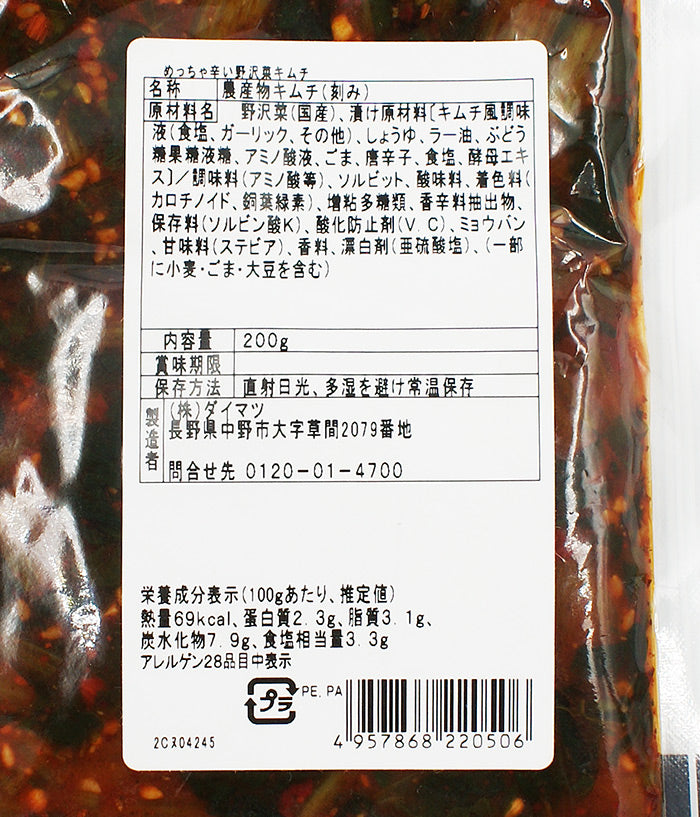 めっちゃ辛い野沢菜キムチ
名称 農産物キムチ(刻み)
原材料名 野沢菜(国産)、漬け原材料〔キムチ風調味
液(食塩、ガーリック、その他)、しょうゆ、ラー油、ぶどう
糖果糖液糖、アミノ酸液、ごま、唐辛子、食塩、酵母エキ
ス〕/調味料(アミノ酸等)、ソルビット、酸味料、着色料(
カロチノイド、銅葉緑素)、増粘多糖類、香辛料抽出物、
保存料(ソルビン酸K)、酸化防止剤(V.C)、ミョウバン
、甘味料(ステビア)、香料、漂白剤(亜硫酸塩)、(一部
に小麦・ごま・大豆を含む)
内容量 200g
賞味期限
保存方法 直射日光、多湿を避け常温保存
製造者 (株)ダイマツ
長野県中野市大字草間2079番地
問合せ先 0120-01-4700
栄養成分表示(100gあたり、推定値)
熱量69kcal、蛋白質2.3g、脂質3.1g、
炭水化物7.9g、食塩相当量3.3g
アレルゲン28品目中表示
プラ PE,PA
2Cヌ04245
4957868220506